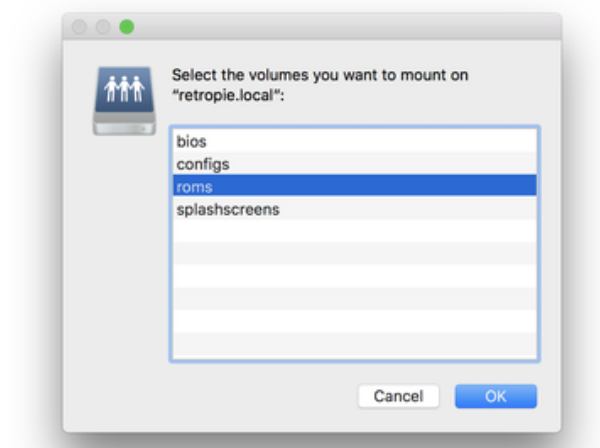 Select the volumes you want to mount on
“retropie.local“:
bios
configs
roms
splashscreens
Cancel
OK